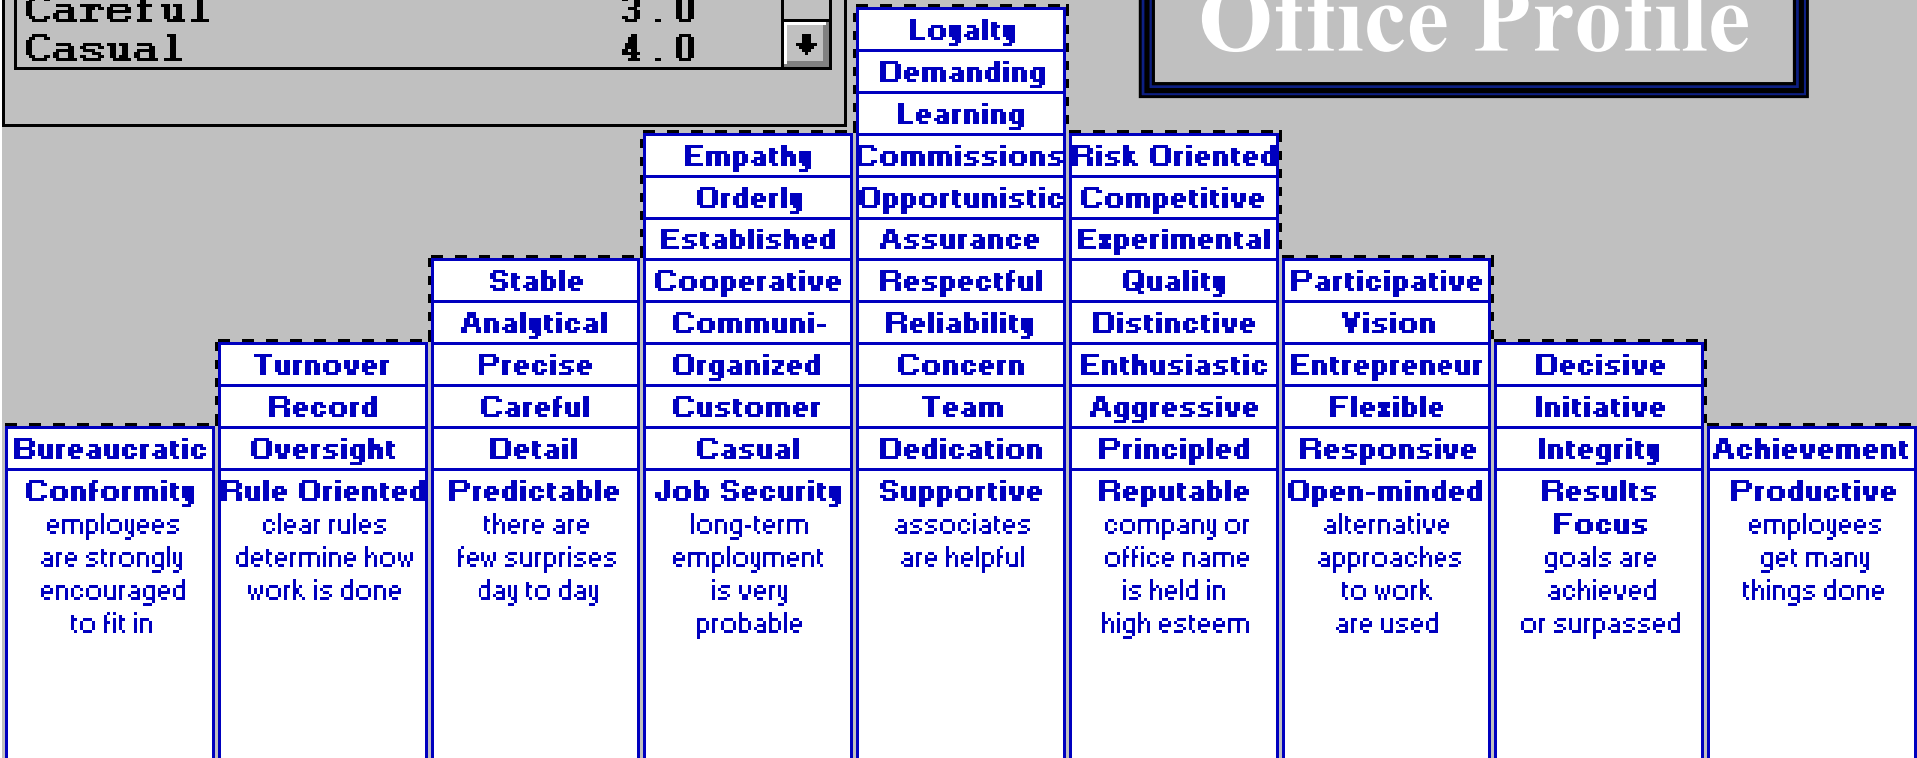 Careful 3.0
Casual 4.0
Office Profile
Loyalty
Demanding
Learning
Empathy Commissions Risk Oriented
Orderly Opportunistic Competitive
Established Assurance Experimental
Stable Cooperative Respectful Quality Participative
Analytical Communi- Reliability Distinctive Vision
Turnover Precise Organized Concern Enthusiastic Entrepreneur Decisive
Record Careful Customer Team Aggressive Flexible Initiative
Bureaucratic Oversight Detail Casual Dedication Principled Responsive Integrity Achievement
Conformity
employees
are strongly
encouraged
to fit in
Rule Oriented
clear rules
determine how
work is done
Predictable
there are
few surprises
day to day
Job Security
long-term
employment
is very
probable
Supportive
associates
are helpful
Reputable
company or
office name
is held in
high esteem
Open-minded
alternative
approaches
to work
are used
Results
Focus
goals are
achieved
or surpassed
Productive
employees
get many
things done